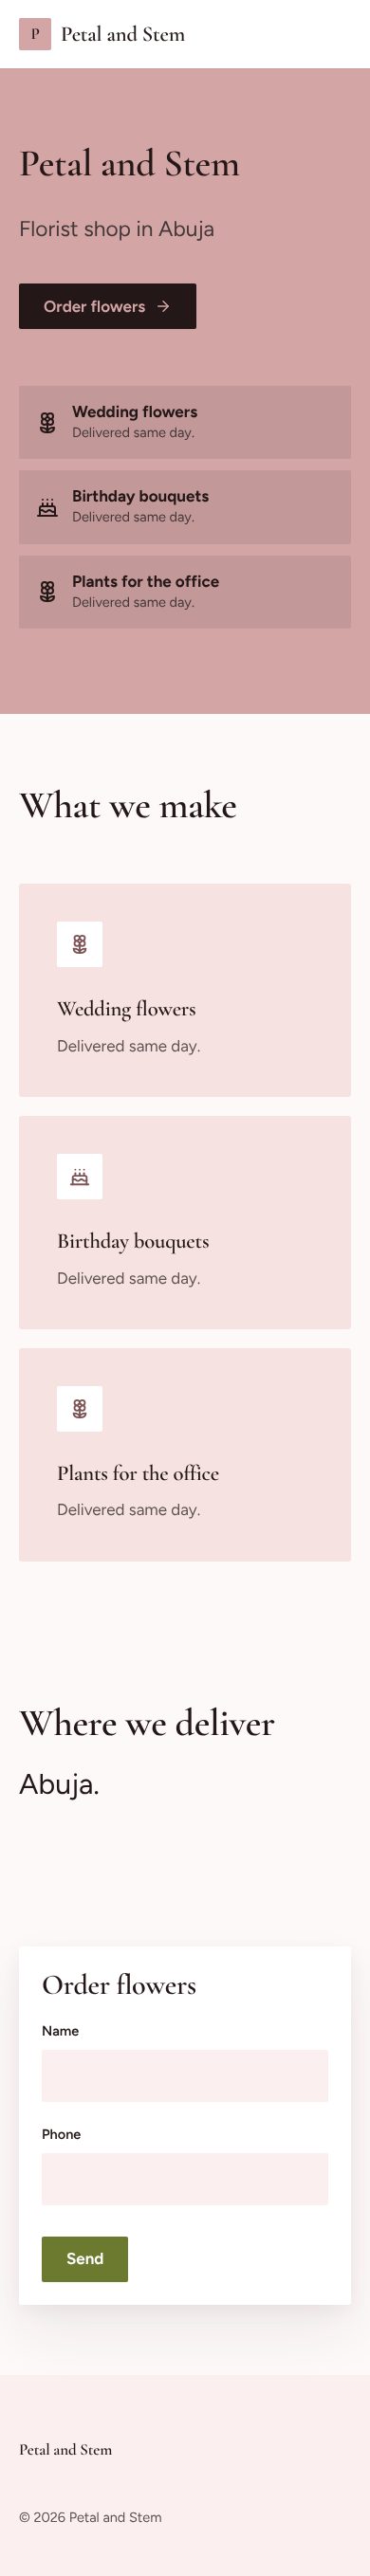 P
Petal and Stem
Petal and Stem
Florist shop in Abuja
Order flowers
Wedding flowers
Delivered same day.
Birthday bouquets
Delivered same day.
Plants for the office
Delivered same day.
What we make
Wedding flowers
Delivered same day.
Birthday bouquets
Delivered same day.
Plants for the office
Delivered same day.
Where we deliver
Abuja.
Order flowers
Name
Phone
Send
Petal and Stem
© 2026 Petal and Stem